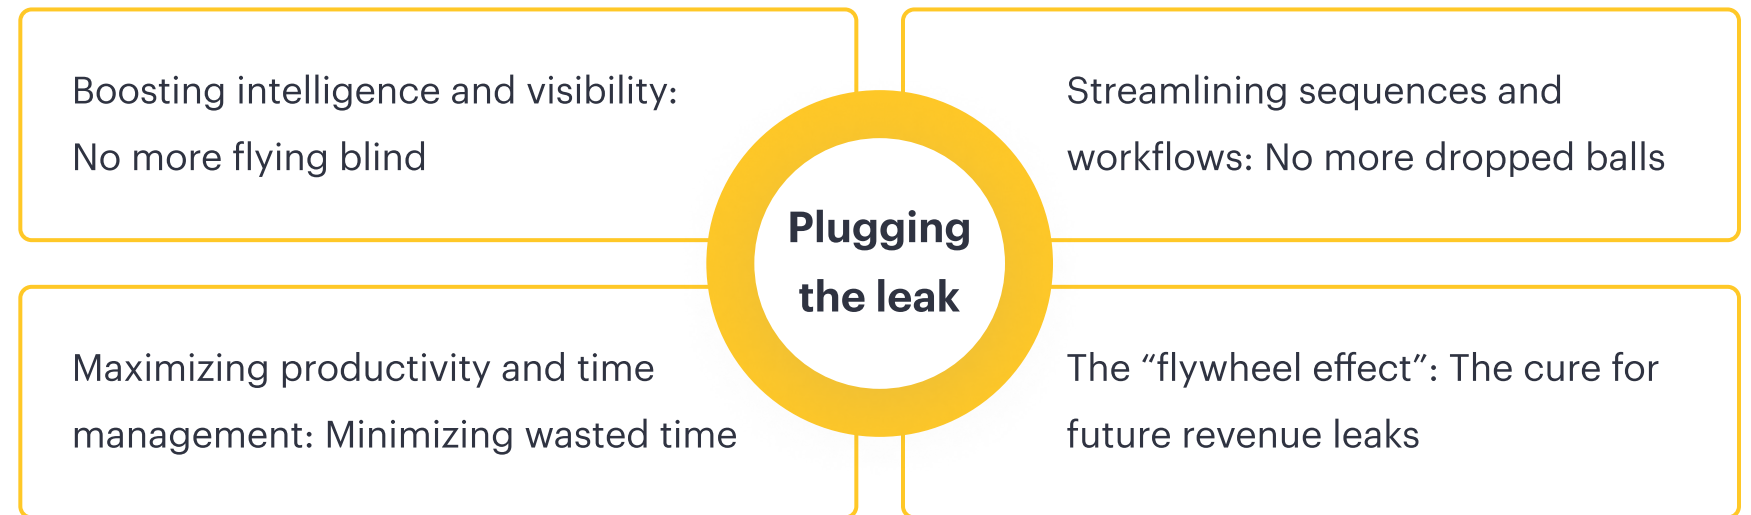 Boosting intelligence and visibility:
No more flying blind
Streamlining sequences and
workflows: No more dropped balls
Plugging
the leak
Maximizing productivity and time
management: Minimizing wasted time
The “flywheel effect”: The cure for
future revenue leaks